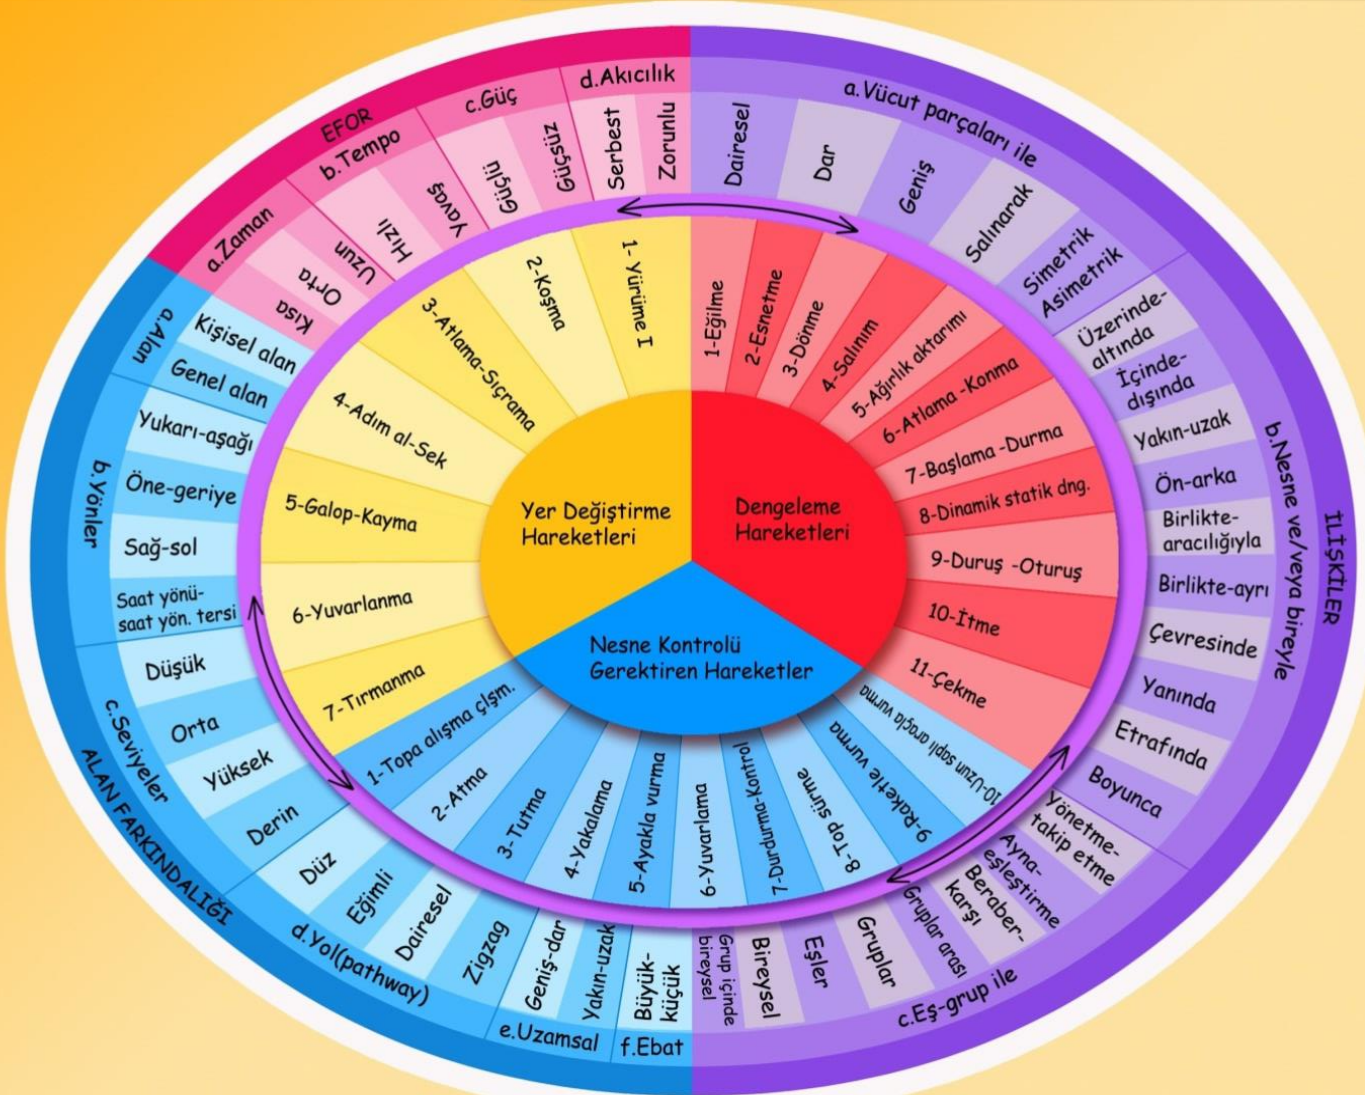 EFOR
a.Zaman
Kısa
Orta
Uzun
b.Tempo
Hızlı
Yavaş
c.Güç
Güçlü
Güçsüz
d.Akıcılık
Serbest
Zorunlu
İLİŞKİLER
a.Vücut parçaları ile
Dairesel
Dar
Geniş
Salınarak
Simetrik
Asimetrik
b.Nesne ve/veya bireyle
Üzerinde-
altında
İçinde-
dışında
Yakın-uzak
Ön-arka
Birlikte-
aracılığıyla
Birlikte-ayrı
Çevresinde
Yanında
Etrafında
Boyunca
c.Eş-grup ile
Yönetme-
takip etme
Ayna-
eşleştirme
Beraber-
karşı
Gruplar arası
Gruplar
Eşler
Bireysel
Grup içinde
bireysel
ALAN FARKINDALIĞI
a.Alan
Kişisel alan
Genel alan
b.Yönler
Yukarı-aşağı
Öne-geriye
Sağ-sol
Saat yönü-
saat yön. tersi
c.Seviyeler
Düşük
Orta
Yüksek
Derin
d.Yol(pathway)
Düz
Eğimli
Dairesel
Zigzag
e.Uzamsal
Geniş-dar
Yakın-uzak
f.Ebat
Büyük-
küçük
Yer Değiştirme
Hareketleri
1- Yürüme I
2-Koşma
3-Atlama-Sıçrama
4-Adım al-Sek
5-Galop-Kayma
6-Yuvarlanma
7-Tırmanma
Dengeleme
Hareketleri
1-Eğilme
2-Esnetme
3-Dönme
4-Salınım
5-Ağırlık aktarımı
6-Atlama -Konma
7-Başlama -Durma
8-Dinamik statik dng.
9-Duruş -Oturuş
10-İtme
11-Çekme
Nesne Kontrolü
Gerektiren Hareketler
1-Topa alışma çlşm.
2-Atma
3-Tutma
4-Yakalama
5-Ayakla vurma
6-Yuvarlama
7-Durdurma-Kontrol
8-Top sürme
9-Raketle vurma
10-Uzun saplı araçla vurma